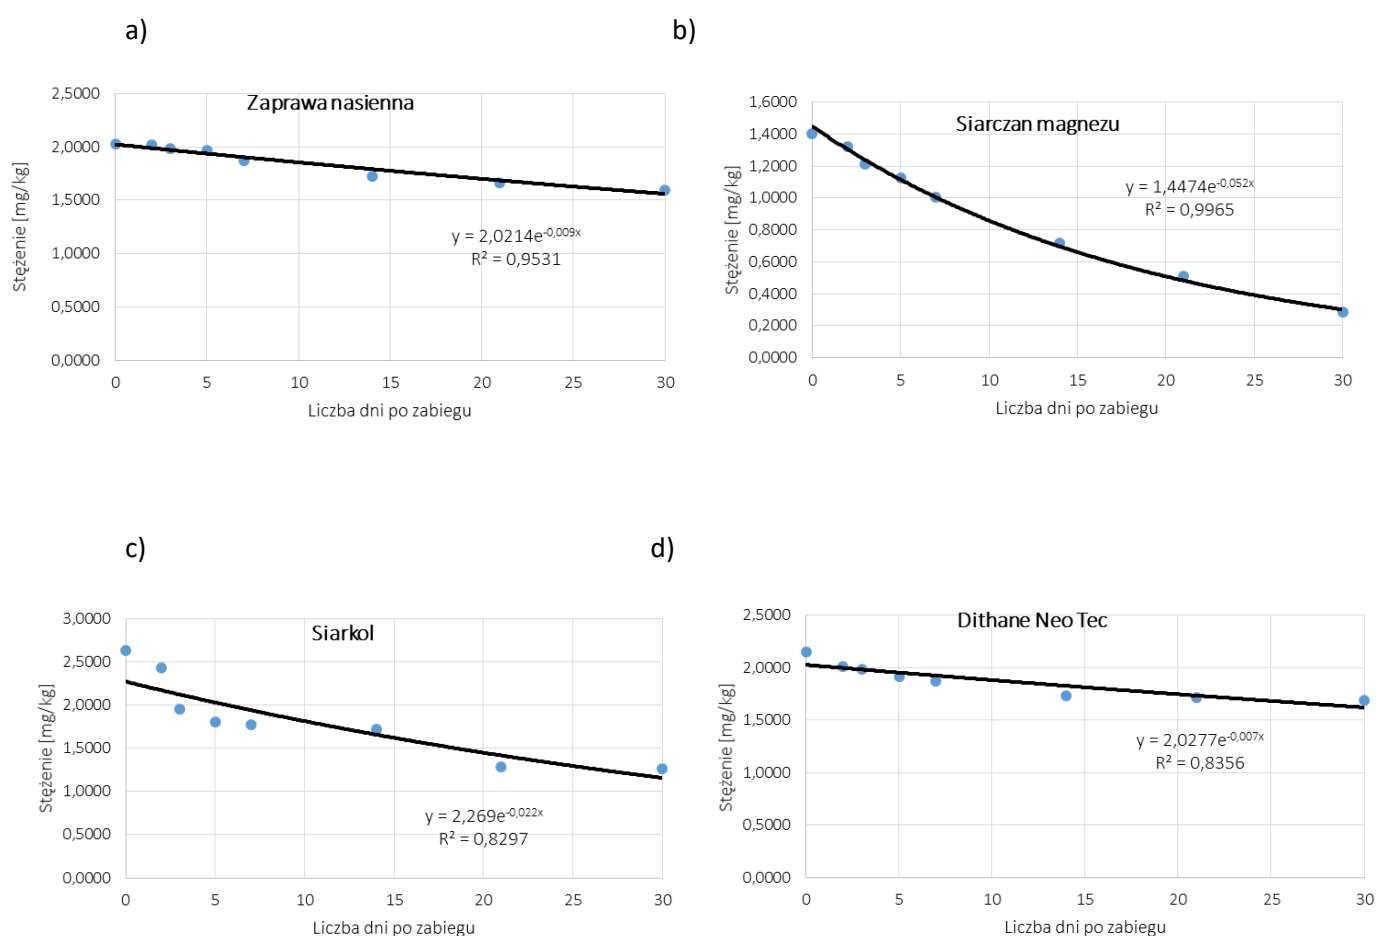 a)
Zaprawa nasienna
Stężenie [mg/kg]
2,5000
2,0000
1,5000
1,0000
0,5000
0,0000
y = 2,0214e^-0,009x
R² = 0,9531
0 5 10 15 20 25 30
Liczba dni po zabiegu
b)
Siarczan magnezu
Stężenie [mg/kg]
1,6000
1,4000
1,2000
1,0000
0,8000
0,6000
0,4000
0,2000
0,0000
y = 1,4474e^-0,052x
R² = 0,9965
0 5 10 15 20 25 30
Liczba dni po zabiegu
c)
Siarkol
Stężenie [mg/kg]
3,0000
2,5000
2,0000
1,5000
1,0000
0,5000
0,0000
y = 2,269e^-0,022x
R² = 0,8297
0 5 10 15 20 25 30
Liczba dni po zabiegu
d)
Dithane Neo Tec
Stężenie [mg/kg]
2,5000
2,0000
1,5000
1,0000
0,5000
0,0000
y = 2,0277e^-0,007x
R² = 0,8356
0 5 10 15 20 25 30
Liczba dni po zabiegu